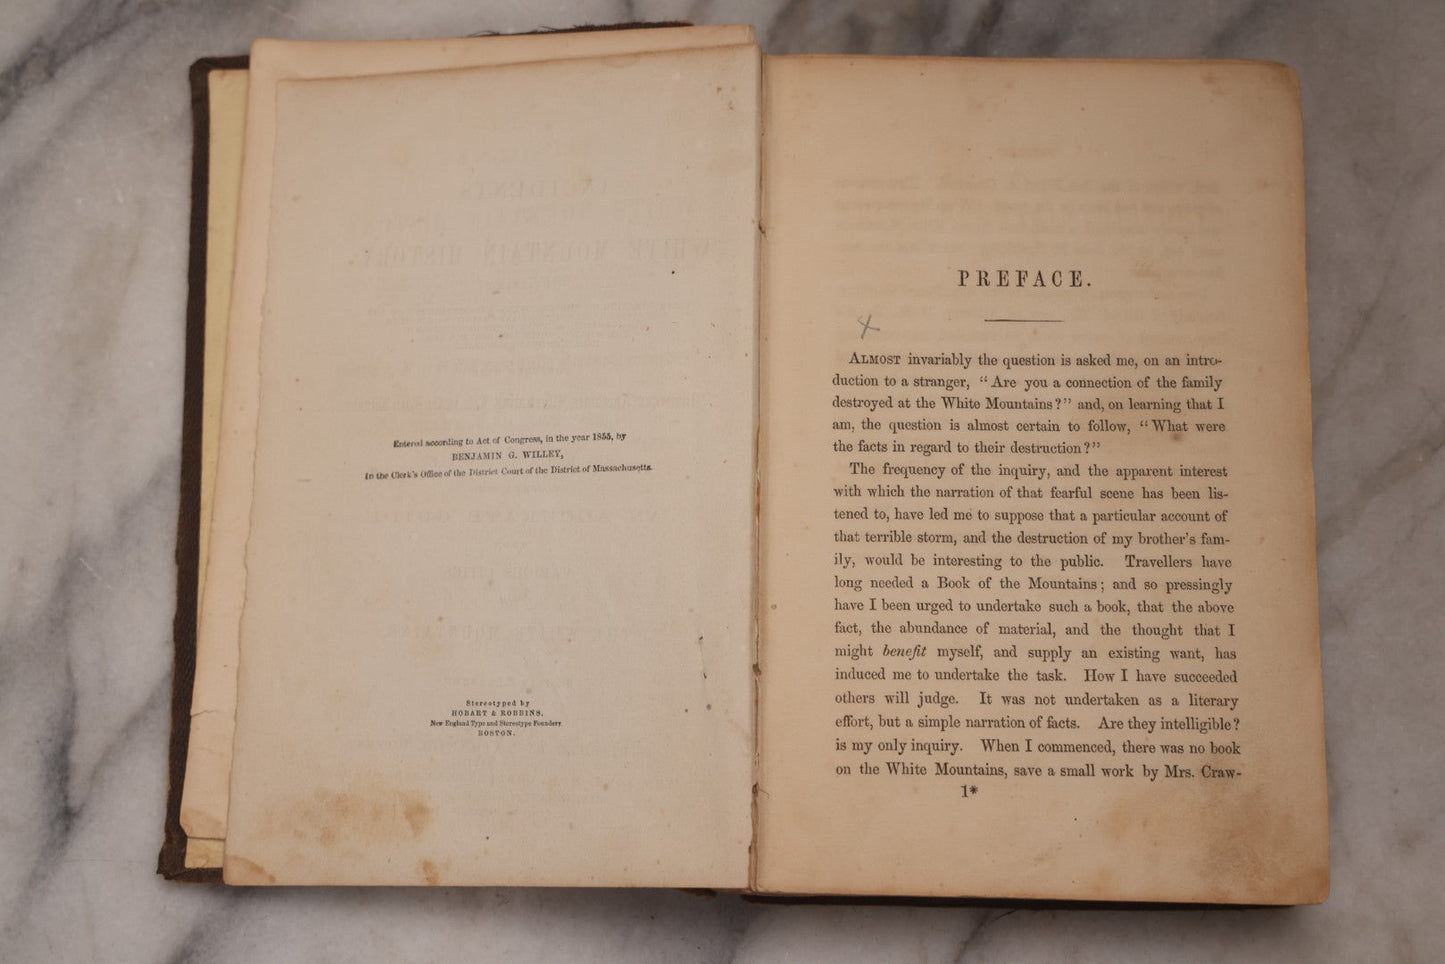 Entered according to Act of Congress, in the year 1855, by
BENJAMIN G. WILLEY,
In the Clerk's Office of the District Court of the District of Massachusetts.
Stereotyped by
HOBART & ROBBINS,
New England Type and Stereotype Foundery
BOSTON.
PREFACE.
ALMOST invariably the question is asked me, on an intro-
duction to a stranger, "Are you a connection of the family
destroyed at the White Mountains?" and, on learning that I
am, the question is almost certain to follow, "What were
the facts in regard to their destruction?"
The frequency of the inquiry, and the apparent interest
with which the narration of that fearful scene has been lis-
tened to, have led me to suppose that a particular account of
that terrible storm, and the destruction of my brother's fam-
ily, would be interesting to the public. Travellers have
long needed a Book of the Mountains; and so pressingly
have I been urged to undertake such a book, that the above
fact, the abundance of material, and the thought that I
might benefit myself, and supply an existing want, has
induced me to undertake the task. How I have succeeded
others will judge. It was not undertaken as a literary
effort, but a simple narration of facts. Are they intelligible?
is my only inquiry. When I commenced, there was no book
on the White Mountains, save a small work by Mrs. Craw-
1*